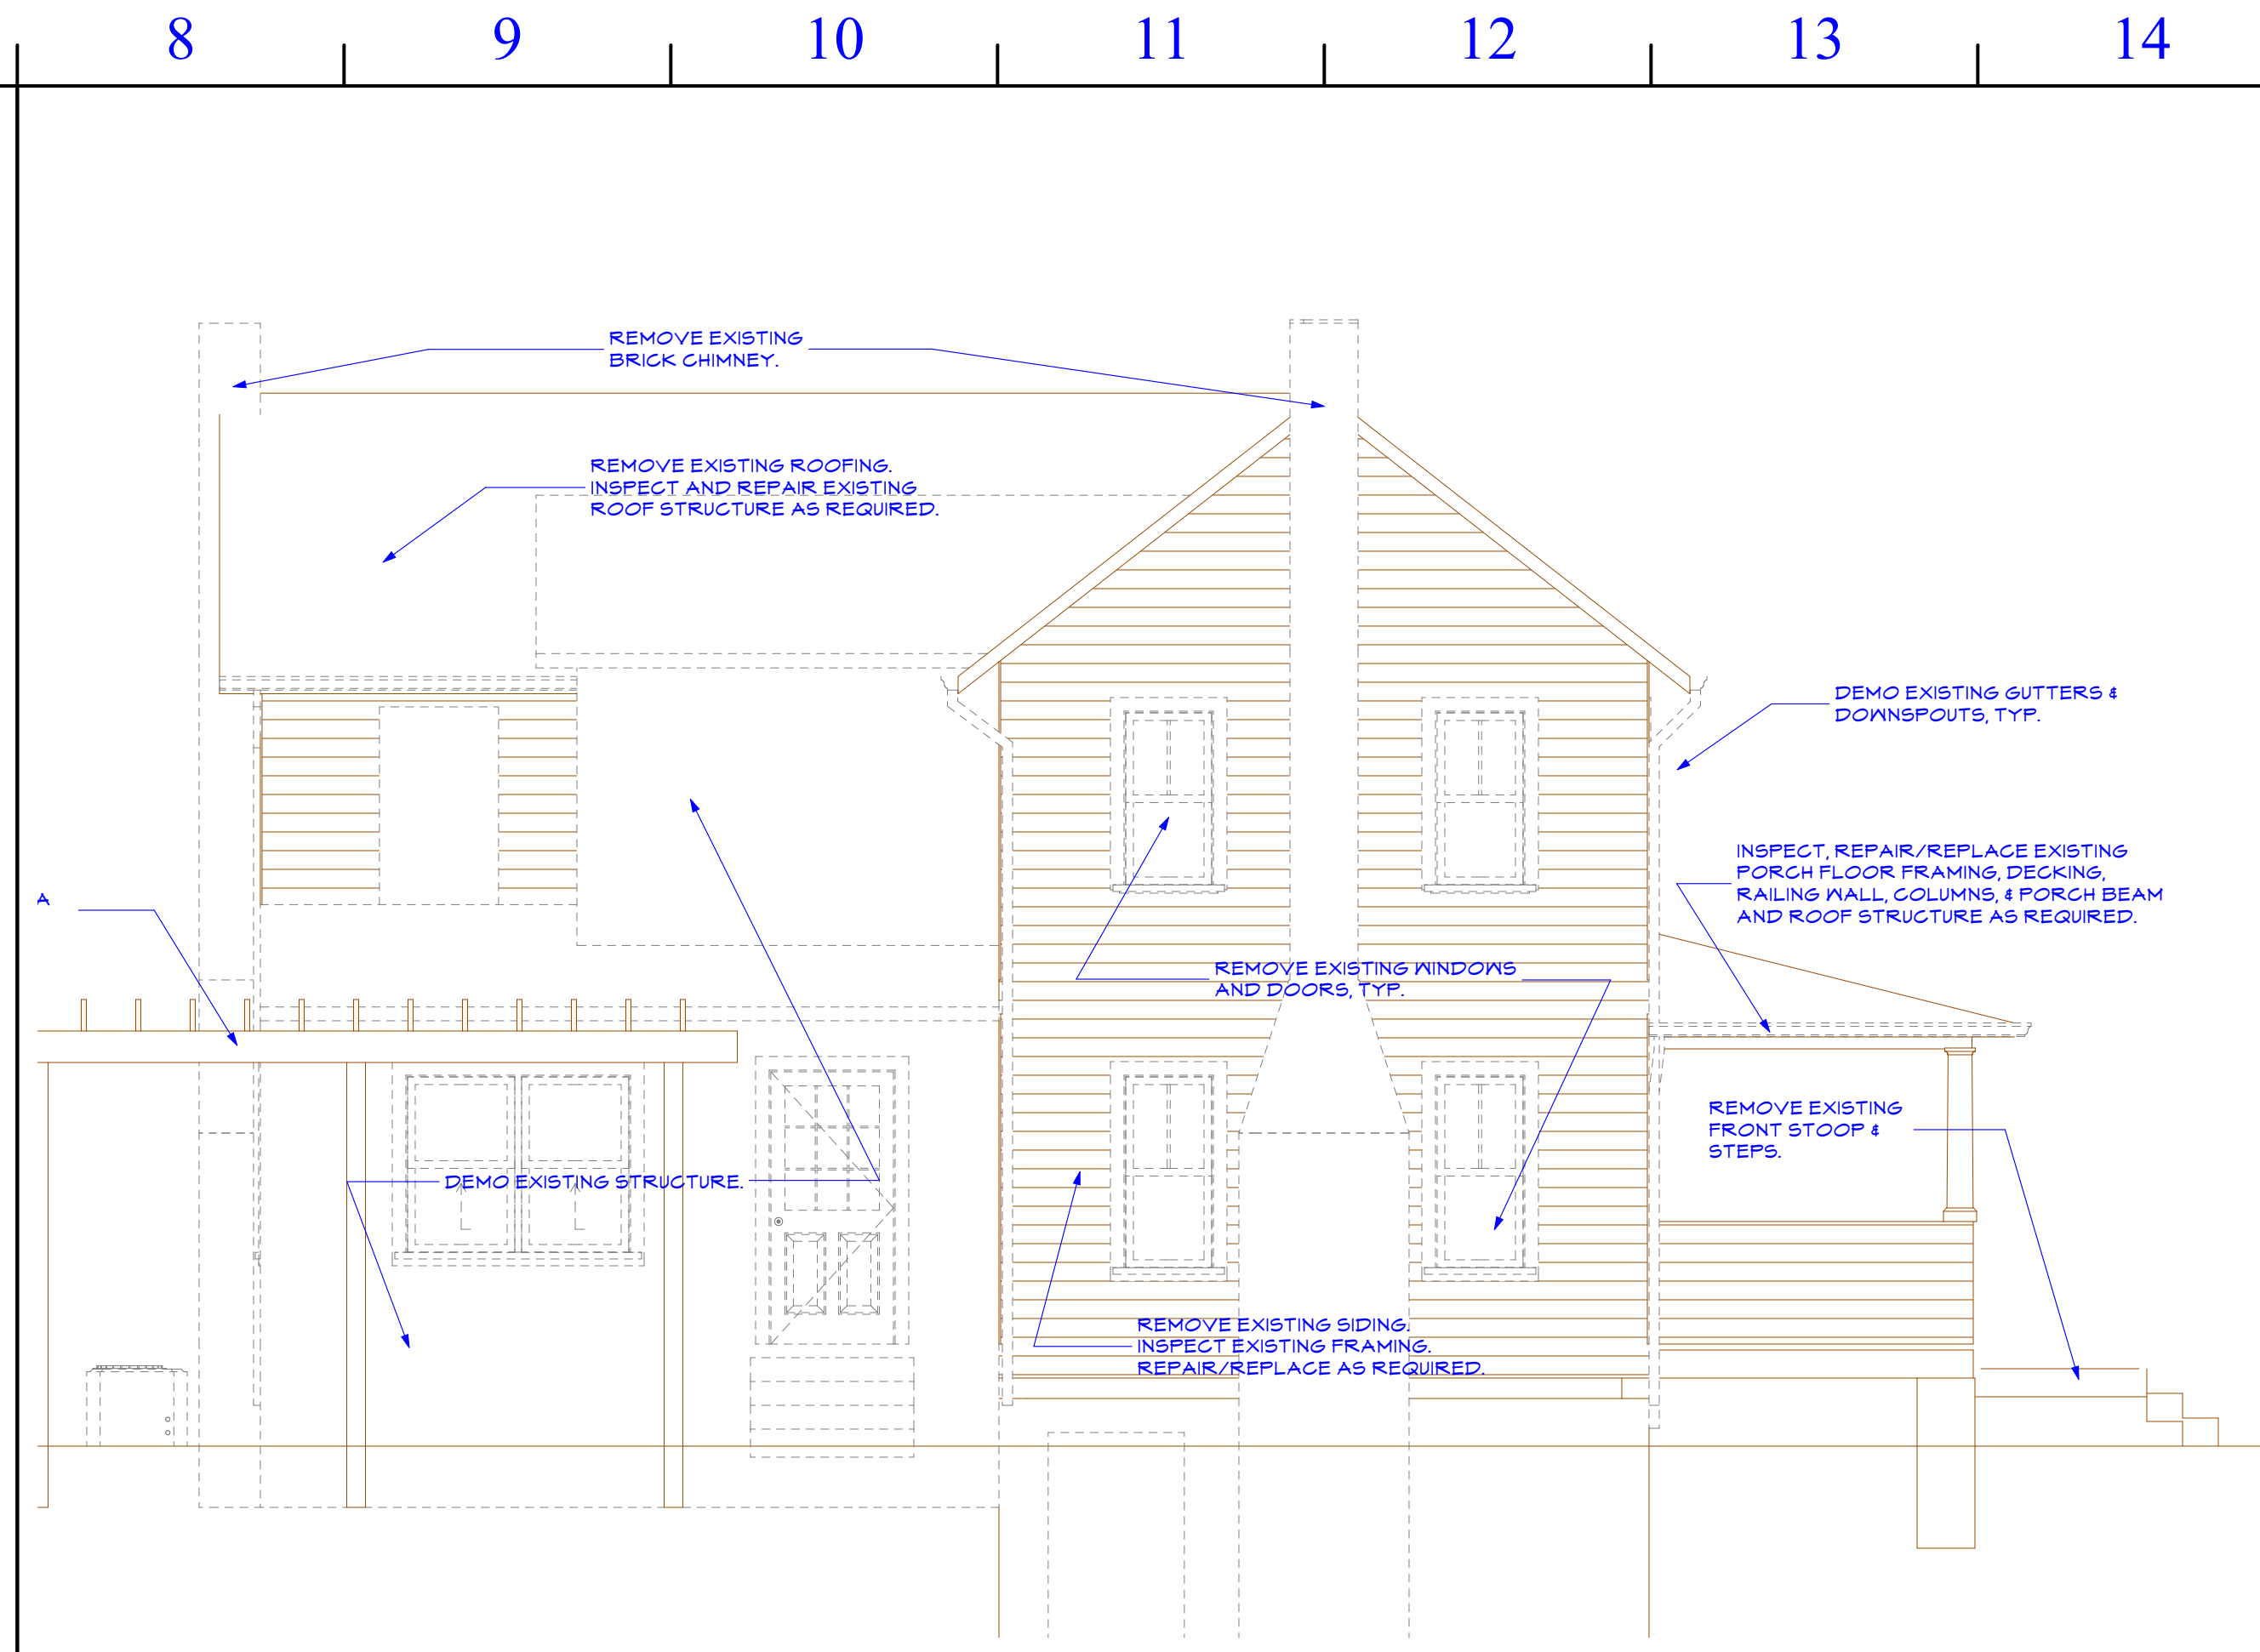 8 9 10 11 12 13 14
REMOVE EXISTING
BRICK CHIMNEY.
REMOVE EXISTING ROOFING.
INSPECT AND REPAIR EXISTING
ROOF STRUCTURE AS REQUIRED.
DEMO EXISTING GUTTERS &
DOWNSPOUTS, TYP.
INSPECT, REPAIR/REPLACE EXISTING
PORCH FLOOR FRAMING, DECKING,
RAILING WALL, COLUMNS, & PORCH BEAM
AND ROOF STRUCTURE AS REQUIRED.
A
REMOVE EXISTING WINDOWS
AND DOORS, TYP.
REMOVE EXISTING
FRONT STOOP &
STEPS.
DEMO EXISTING STRUCTURE.
REMOVE EXISTING SIDING.
INSPECT EXISTING FRAMING.
REPAIR/REPLACE AS REQUIRED.